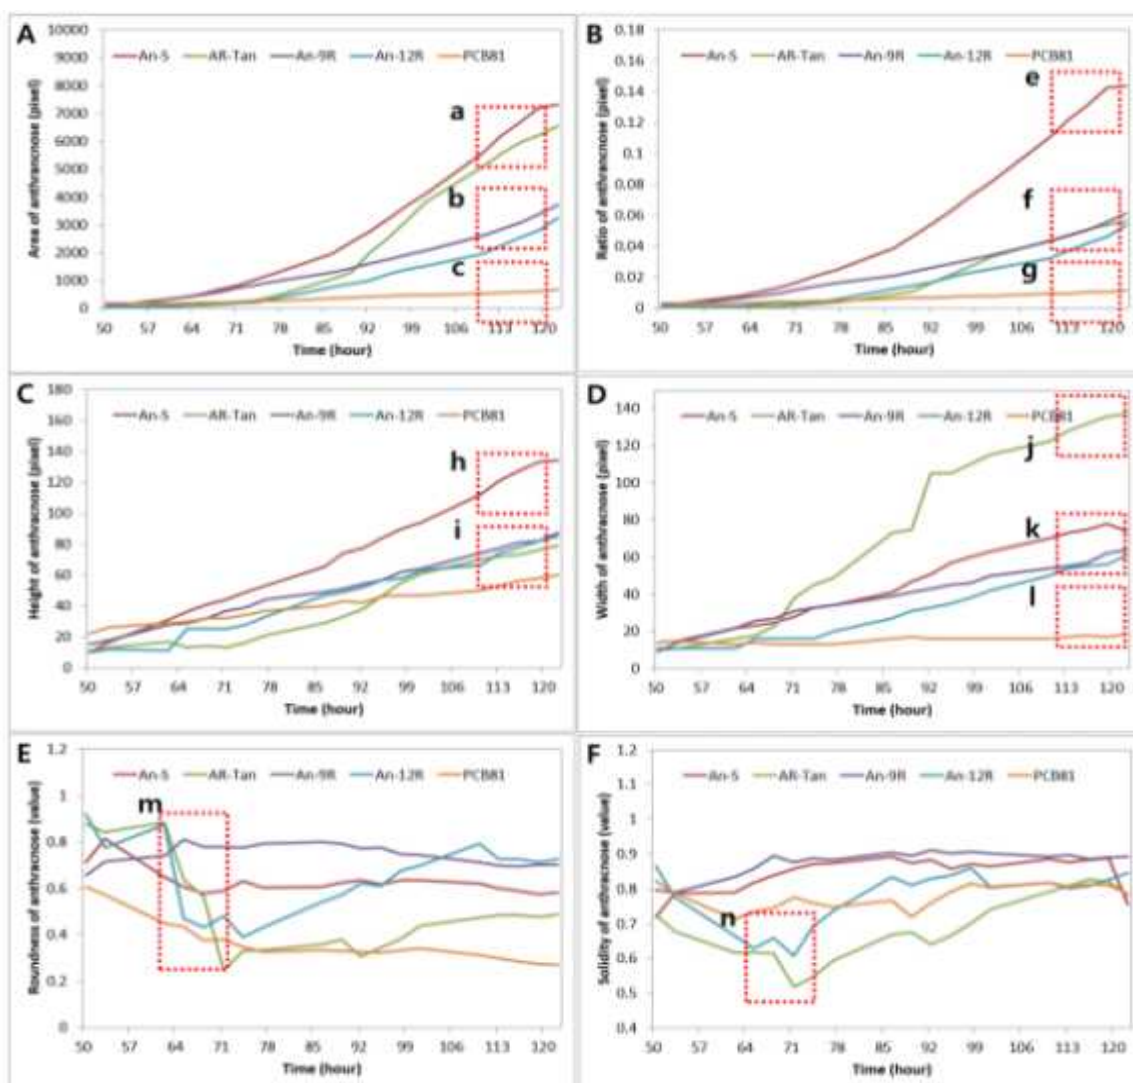 A
Area of anthrancnose (pixel)
10000
9000
8000
7000
6000
5000
4000
3000
2000
1000
0
An-5 AR-Tan An-9R An-12R PCB81
a
b
c
50 57 64 71 78 85 92 99 106 113 120
Time (hour)
B
Ratio of anthrancnose (pixel)
0.18
0.16
0.14
0.12
0.1
0.08
0.06
0.04
0.02
0
An-5 AR-Tan An-9R An-12R PCB81
e
f
g
50 57 64 71 78 85 92 99 106 113 120
Time (hour)
C
Height of anthracnose (pixel)
180
160
140
120
100
80
60
40
20
0
An-5 AR-Tan An-9R An-12R PCB81
h
i
50 57 64 71 78 85 92 99 106 113 120
Time (hour)
D
Width of anthracnose (pixel)
140
120
100
80
60
40
20
0
An-5 AR-Tan An-9R An-12R PCB81
j
k
l
50 57 64 71 78 85 92 99 106 113 120
Time (hour)
E
Roundness of anthracnose (value)
1.2
1
0.8
0.6
0.4
0.2
0
An-5 AR-Tan An-9R An-12R PCB81
m
50 57 64 71 78 85 92 99 106 113 120
Time (hour)
F
Solidity of anthracnose (value)
1.2
1.1
1
0.9
0.8
0.7
0.6
0.5
0.4
An-5 AR-Tan An-9R An-12R PCB81
n
50 57 64 71 78 85 92 99 106 113 120
Time (hour)